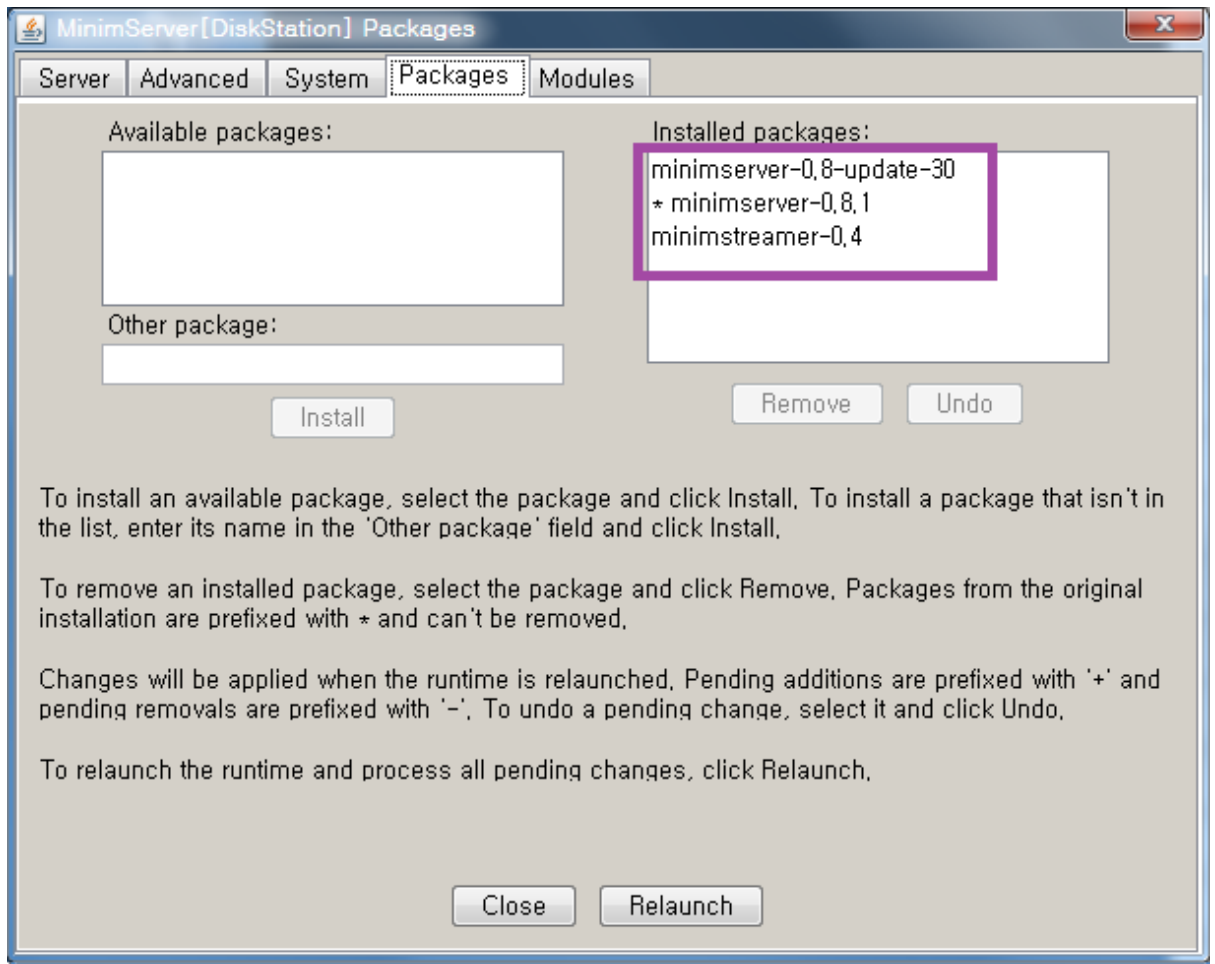 MinimServer[DiskStation] Packages
Server Advanced System Packages Modules
Available packages:
Installed packages:
minimserver-0.8-update-30
* minimserver-0.8.1
minimstreamer-0.4
Other package:
Install
Remove Undo
To install an available package, select the package and click Install. To install a package that isn't in
the list, enter its name in the 'Other package' field and click Install.
To remove an installed package, select the package and click Remove. Packages from the original
installation are prefixed with * and can't be removed.
Changes will be applied when the runtime is relaunched. Pending additions are prefixed with '+' and
pending removals are prefixed with '-'. To undo a pending change, select it and click Undo.
To relaunch the runtime and process all pending changes, click Relaunch.
Close Relaunch